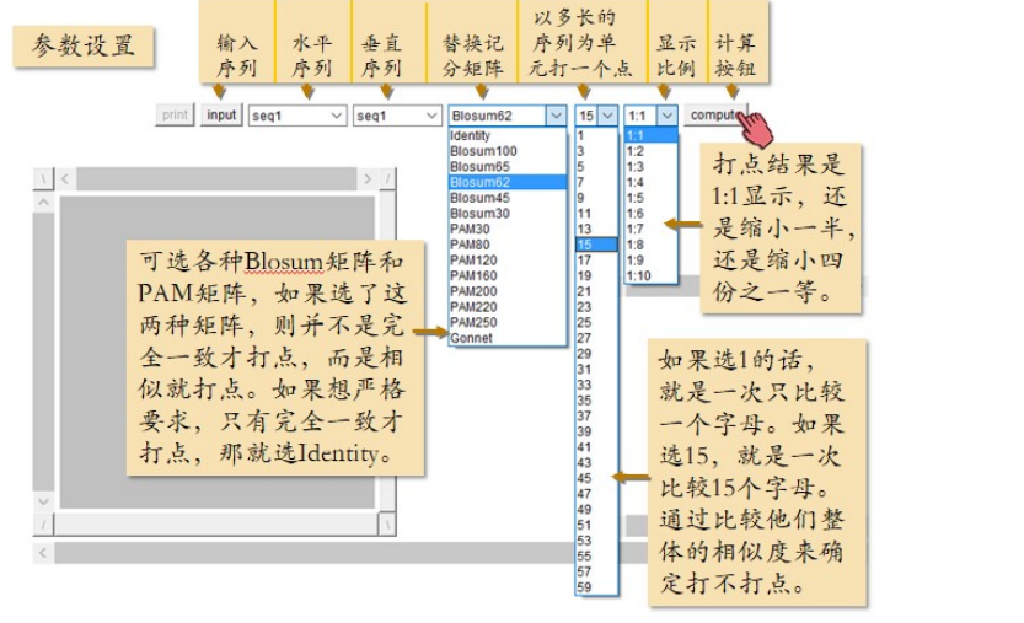 参数设置
输入
序列
水平
序列
垂直
序列
替换记
分矩阵
以多长的
序列为单
元打一个点
显示
比例
计算
按钮
print
input
seq1
seq1
Blosum62
15
1:1
compute
Identity
Blosum100
Blosum65
Blosum62
Blosum45
Blosum30
PAM30
PAM80
PAM120
PAM160
PAM200
PAM220
PAM250
Gonnet
1
3
5
7
9
11
13
15
17
19
21
23
25
27
29
31
33
35
37
39
41
43
45
47
49
51
53
55
57
59
1:1
1:2
1:3
1:4
1:5
1:6
1:7
1:8
1:9
1:10
打点结果是
1:1显示，还
是缩小一半，
还是缩小四
份之一等。
可选各种Blosum矩阵和
PAM矩阵，如果选了这
两种矩阵，则并不是完
全一致才打点，而是相
似就打点。如果想严格
要求，只有完全一致才
打点，那就选Identity。
如果选1的话，
就是一次只比较
一个字母。如果
选15，就是一次
比较15个字母。
通过比较他们整
体的相似度来确
定打不打点。